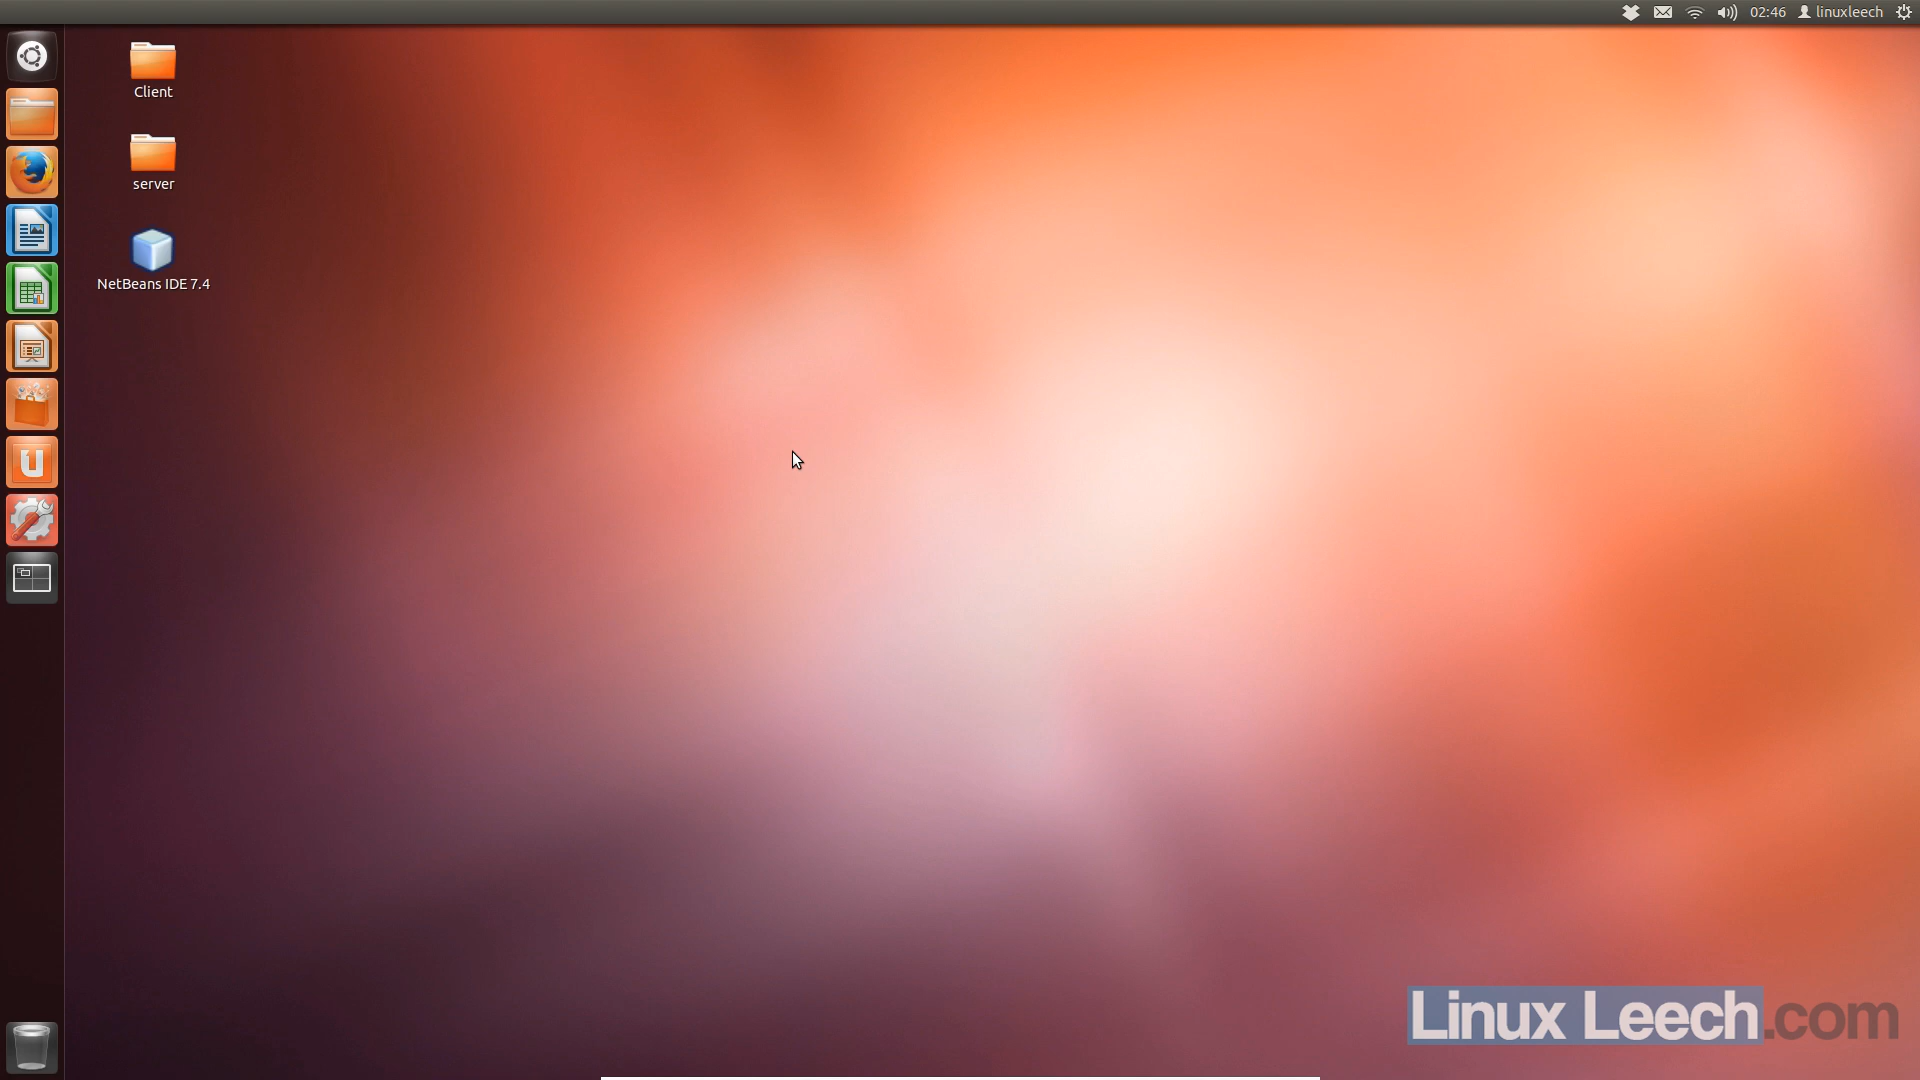 02:46 linuxleech
Client
server
NetBeans IDE 7.4
Linux Leech.com